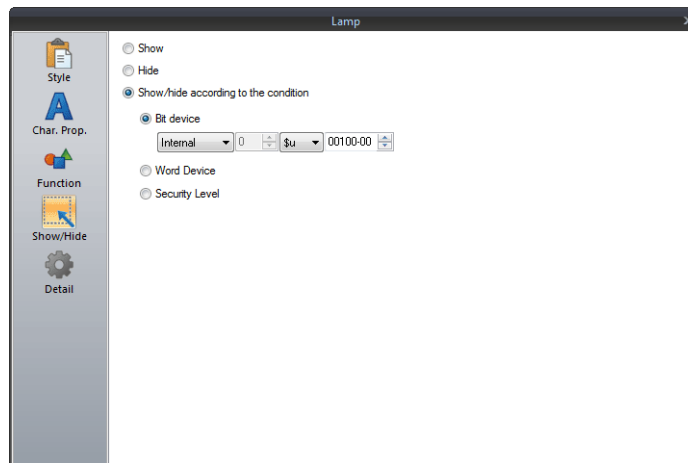 Lamp
Style
Char. Prop.
Function
Show/Hide
Detail
Show
Hide
Show/hide according to the condition
Bit device
Internal 0 $u 00100-00
Word Device
Security Level